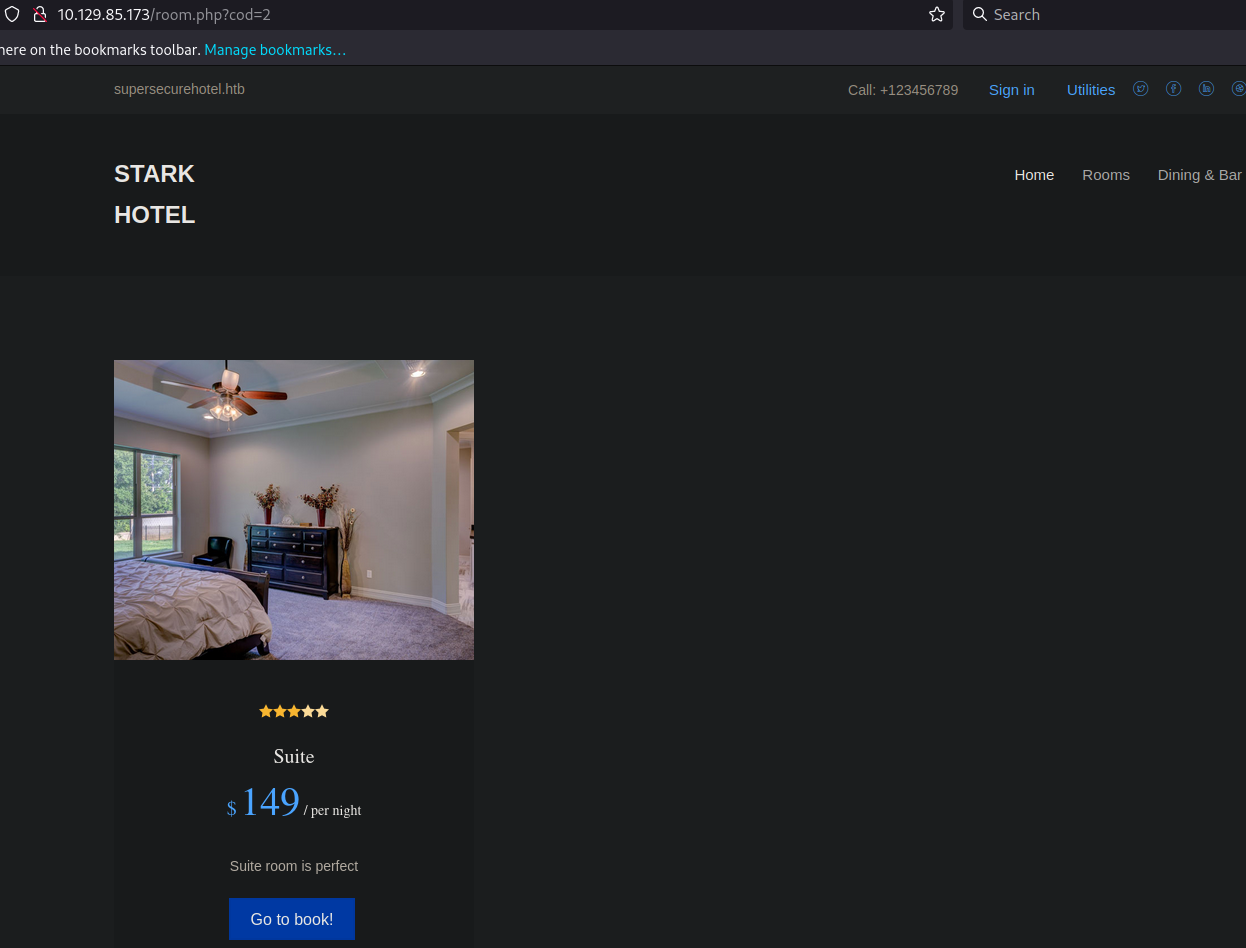 10.129.85.173/room.php?cod=2
Search
here on the bookmarks toolbar. Manage bookmarks…
supersecurehotel.htb
Call: +123456789 Sign in Utilities
STARK
HOTEL
Home Rooms Dining & Bar
Suite
$ 149 / per night
Suite room is perfect
Go to book!